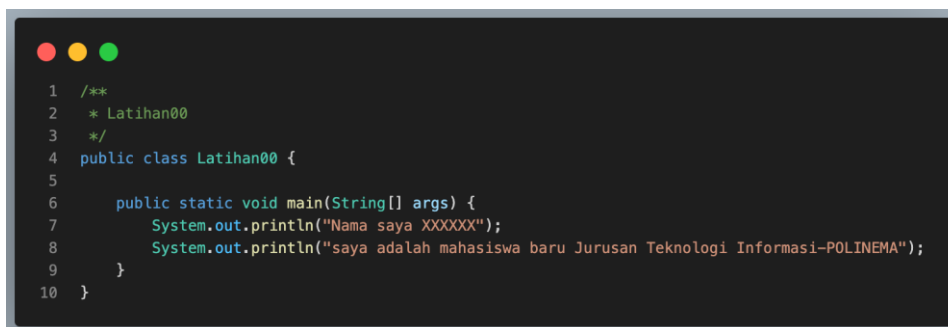 1 /**
2  * Latihan00
3  */
4 public class Latihan00 {
5
6     public static void main(String[] args) {
7         System.out.println("Nama saya XXXXXX");
8         System.out.println("saya adalah mahasiswa baru Jurusan Teknologi Informasi-POLINEMA");
9     }
10 }